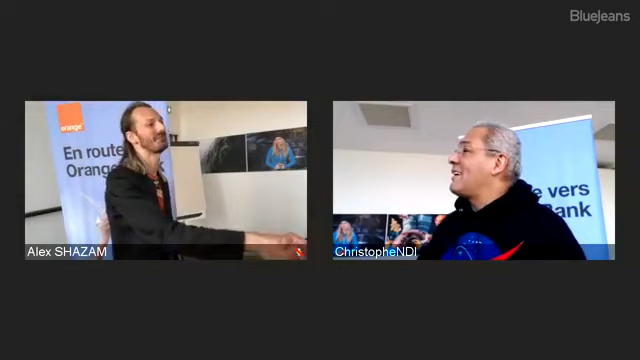 BlueJeans
orange
En route
Orange
Alex SHAZAM
e vers
Bank
ChristopheNDI